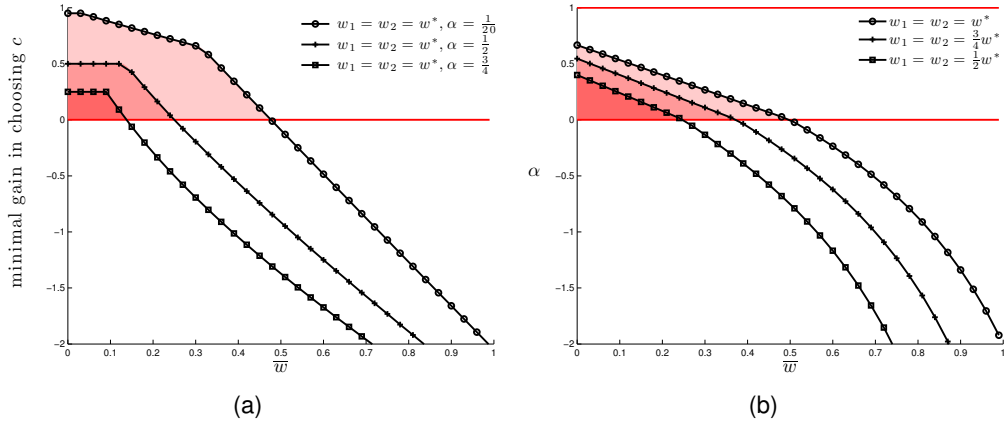 minimal gain in choosing c
1
0.5
0
-0.5
-1
-1.5
-2
0 0.1 0.2 0.3 0.4 0.5 0.6 0.7 0.8 0.9 1
w̅
w₁ = w₂ = w*, α = 1/20
w₁ = w₂ = w*, α = 1/2
w₁ = w₂ = w*, α = 3/4
(a)
α
1
0.5
0
-0.5
-1
-1.5
-2
0 0.1 0.2 0.3 0.4 0.5 0.6 0.7 0.8 0.9 1
w̅
w₁ = w₂ = w*
w₁ = w₂ = 3/4 w*
w₁ = w₂ = 1/2 w*
(b)